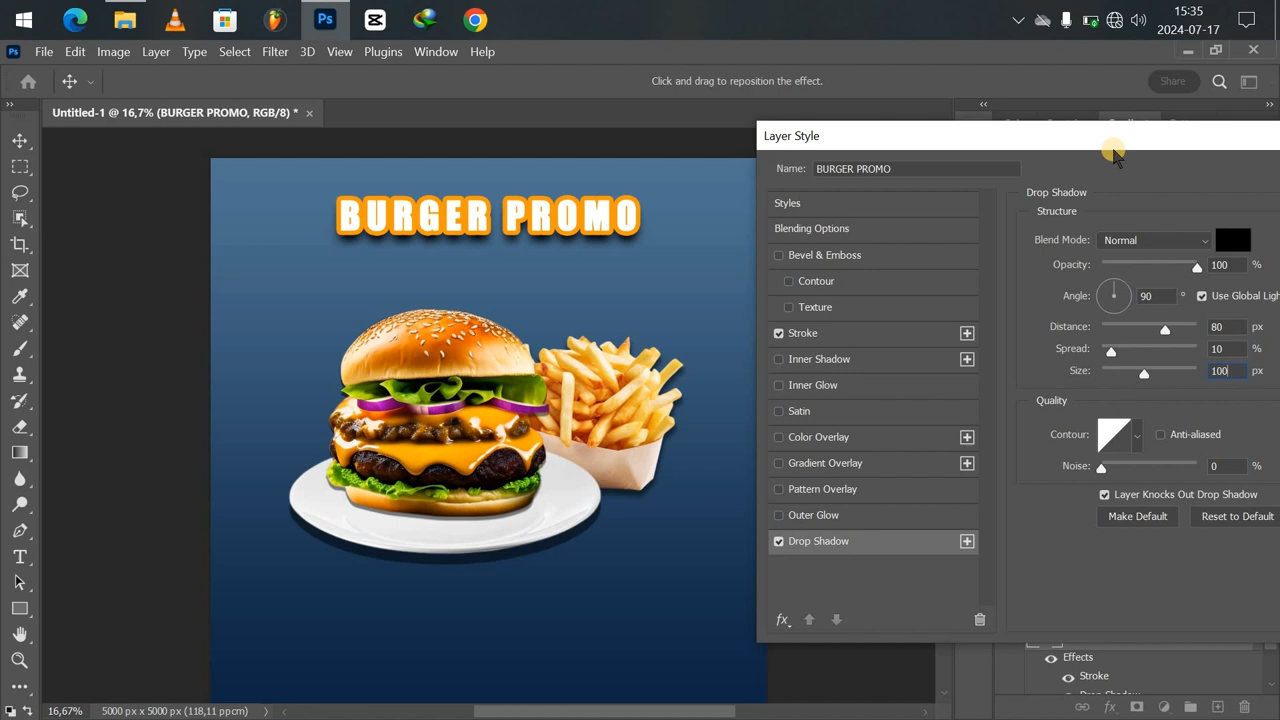 Ps
15:35
2024-07-17
Ps
File Edit Image Layer Type Select Filter 3D View Plugins Window Help
Click and drag to reposition the effect.
Share
Untitled-1 @ 16,7% (BURGER PROMO, RGB/8) *
Layer Style
Name: BURGER PROMO
BURGER PROMO
Styles
Blending Options
Bevel & Emboss
Contour
Texture
Stroke
Inner Shadow
Inner Glow
Satin
Color Overlay
Gradient Overlay
Pattern Overlay
Outer Glow
Drop Shadow
fx
Drop Shadow
Structure
Blend Mode: Normal
Opacity: 100 %
Angle: 90 ° Use Global Ligh
Distance: 80 px
Spread: 10 %
Size: 100 px
Quality
Contour: Anti-aliased
Noise: 0 %
Layer Knocks Out Drop Shadow
Make Default Reset to Default
Effects
Stroke
fx
16,67% 5000 px x 5000 px (118,11 ppcm)